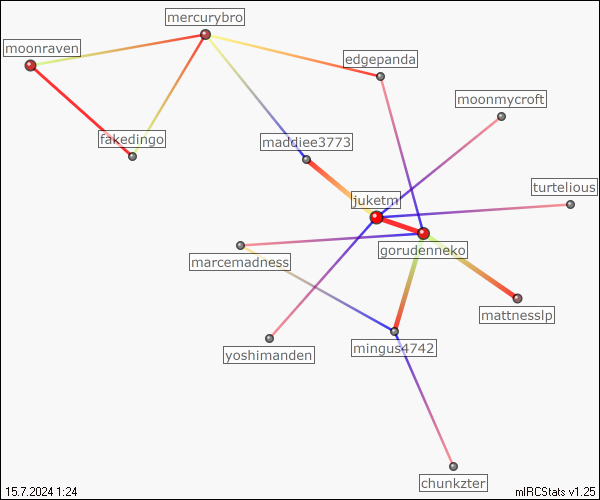 mercurybro
moonraven
edgepanda
moonmycroft
fakedingo
maddiee3773
turtelious
juketm
gorudenneko
marcemadness
mattnesslp
mingus4742
yoshimanden
chunkzter
15.7.2024 1:24
mIRCStats v1.25